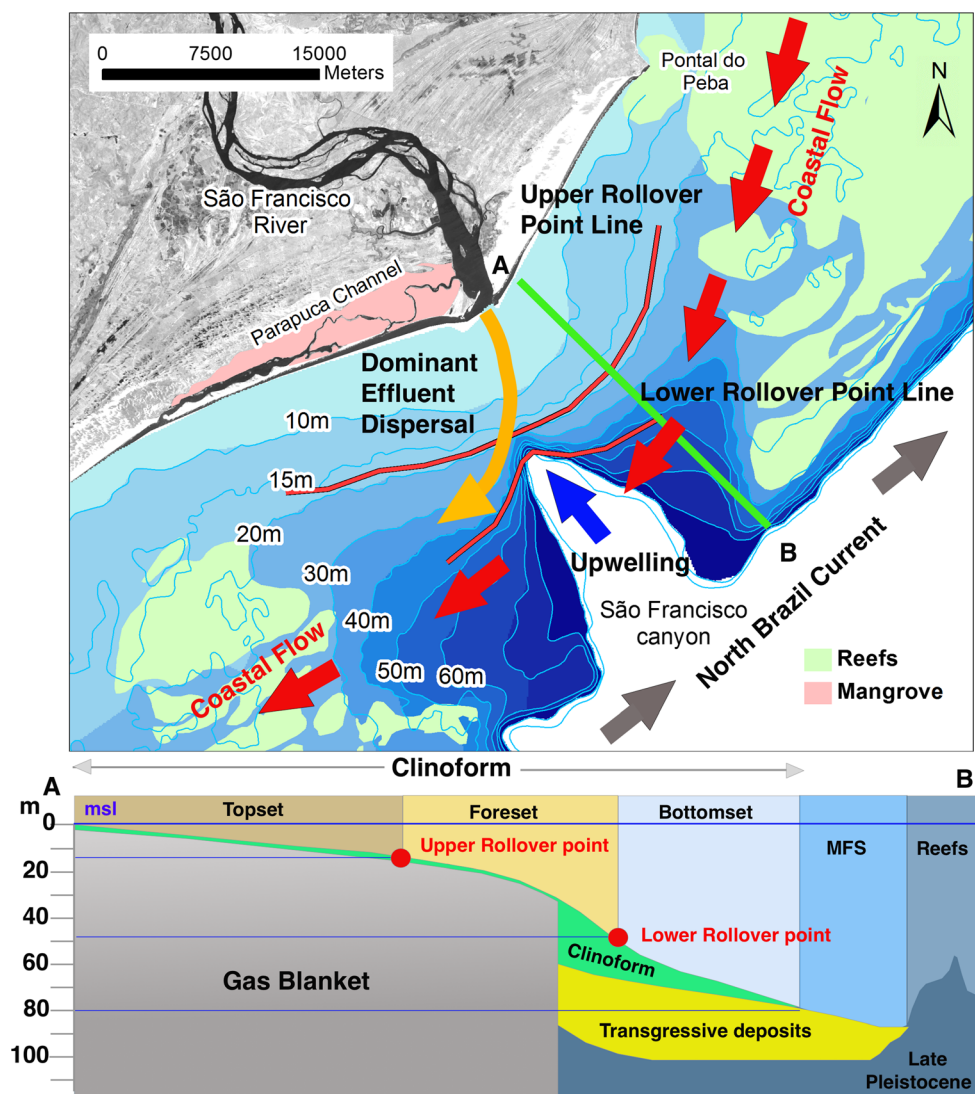 0 7500 15000
Meters
Pontal do
Peba
N
Coastal Flow
São Francisco
River
Upper Rollover
Point Line
A
Parapuca Channel
Dominant
Effluent
Dispersal
Lower Rollover Point Line
10m
15m
20m
30m
40m
50m
60m
B
Upwelling
São Francisco
canyon
North Brazil Current
Coastal Flow
Reefs
Mangrove
Clinoform
A
B
m
msl
Topset
Foreset
Bottomset
MFS
Reefs
0
20
40
60
80
100
Upper Rollover point
Lower Rollover point
Clinoform
Gas Blanket
Transgressive deposits
Late
Pleistocene